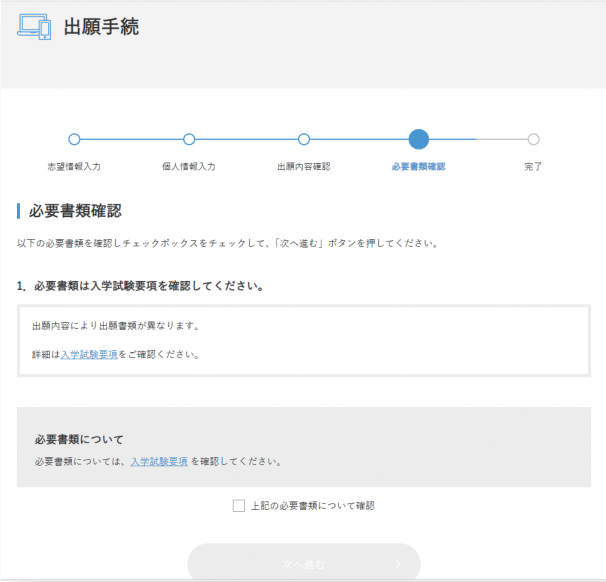 出願手続
志望情報入力
個人情報入力
出願内容確認
必要書類確認
完了
必要書類確認
以下の必要書類を確認しチェックボックスをチェックして、「次へ進む」ボタンを押してください。
1. 必要書類は入学試験要項を確認してください。
出願内容により出願書類が異なります。
詳細は入学試験要項をご確認ください。
必要書類について
必要書類については、入学試験要項 を確認してください。
上記の必要書類について確認
次へ進む